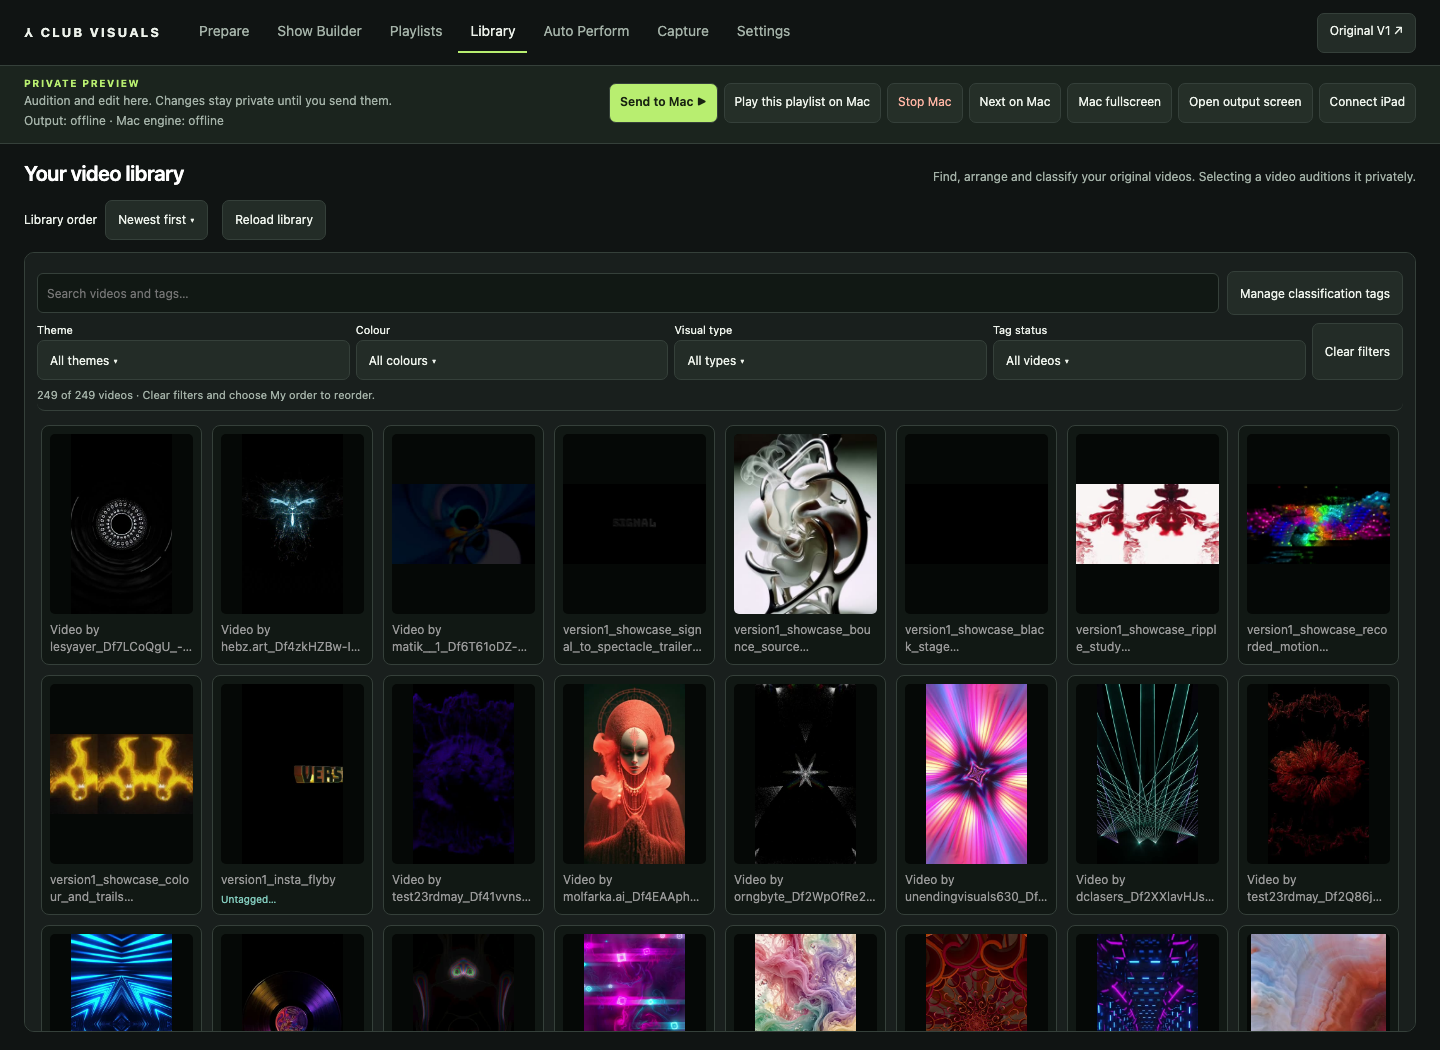 ⅄ CLUB VISUALS
Prepare
Show Builder
Playlists
Library
Auto Perform
Capture
Settings
Original V1 ↗
PRIVATE PREVIEW
Audition and edit here. Changes stay private until you send them.
Output: offline · Mac engine: offline
Send to Mac ▶
Play this playlist on Mac
Stop Mac
Next on Mac
Mac fullscreen
Open output screen
Connect iPad
Your video library
Find, arrange and classify your original videos. Selecting a video auditions it privately.
Library order
Newest first ▾
Reload library
Search videos and tags...
Manage classification tags
Theme
Colour
Visual type
Tag status
All themes ▾
All colours ▾
All types ▾
All videos ▾
Clear filters
249 of 249 videos · Clear filters and choose My order to reorder.
SIGNAL
Video by
lesyayer_Df7LCoQgU_-...
Video by
hebz.art_Df4zkHZBw-I...
Video by
matik__1_Df6T61oDZ-...
version1_showcase_sign
al_to_spectacle_trailer...
version1_showcase_bou
nce_source...
version1_showcase_blac
k_stage...
version1_showcase_rippl
e_study...
version1_showcase_reco
rded_motion...
VERS
version1_showcase_colo
ur_and_trails...
version1_insta_flyby
Untagged...
Video by
test23rdmay_Df41vvns...
Video by
molfarka.ai_Df4EAAph...
Video by
orngbyte_Df2WpOfRe2...
Video by
unendingvisuals630_Df...
Video by
dclasers_Df2XXlavHJs...
Video by
test23rdmay_Df2Q86j...